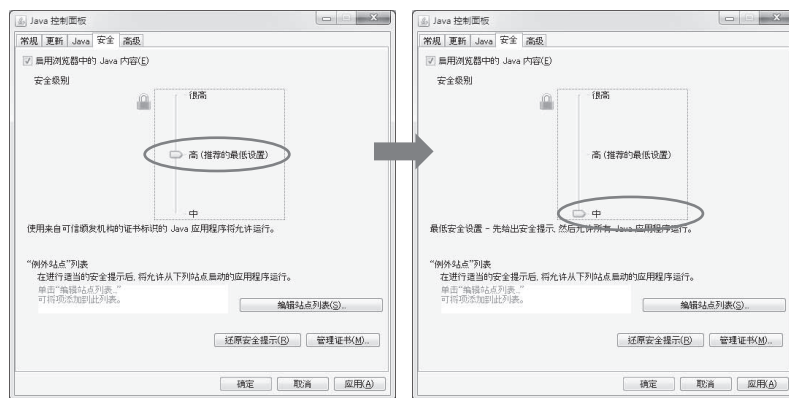 Java 控制面板
常规 更新 Java 安全 高级
启用浏览器中的 Java 内容(E)
安全级别
很高
高(推荐的最低设置)
中
使用来自可信颁发机构的证书标识的 Java 应用程序将允许运行。
“例外站点”列表
在进行适当的安全提示后, 将允许从下列站点启动的应用程序运行。
单击“编辑站点列表...”
可将项添加到此列表。
编辑站点列表(S)...
还原安全提示(R) 管理证书(M)...
确定 取消 应用(A)
Java 控制面板
常规 更新 Java 安全 高级
启用浏览器中的 Java 内容(E)
安全级别
很高
高(推荐的最低设置)
中
最低安全设置 - 先给出安全提示, 然后允许所有 Java 应用程序运行。
“例外站点”列表
在进行适当的安全提示后, 将允许从下列站点启动的应用程序运行。
单击“编辑站点列表...”
可将项添加到此列表。
编辑站点列表(S)...
还原安全提示(R) 管理证书(M)...
确定 取消 应用(A)